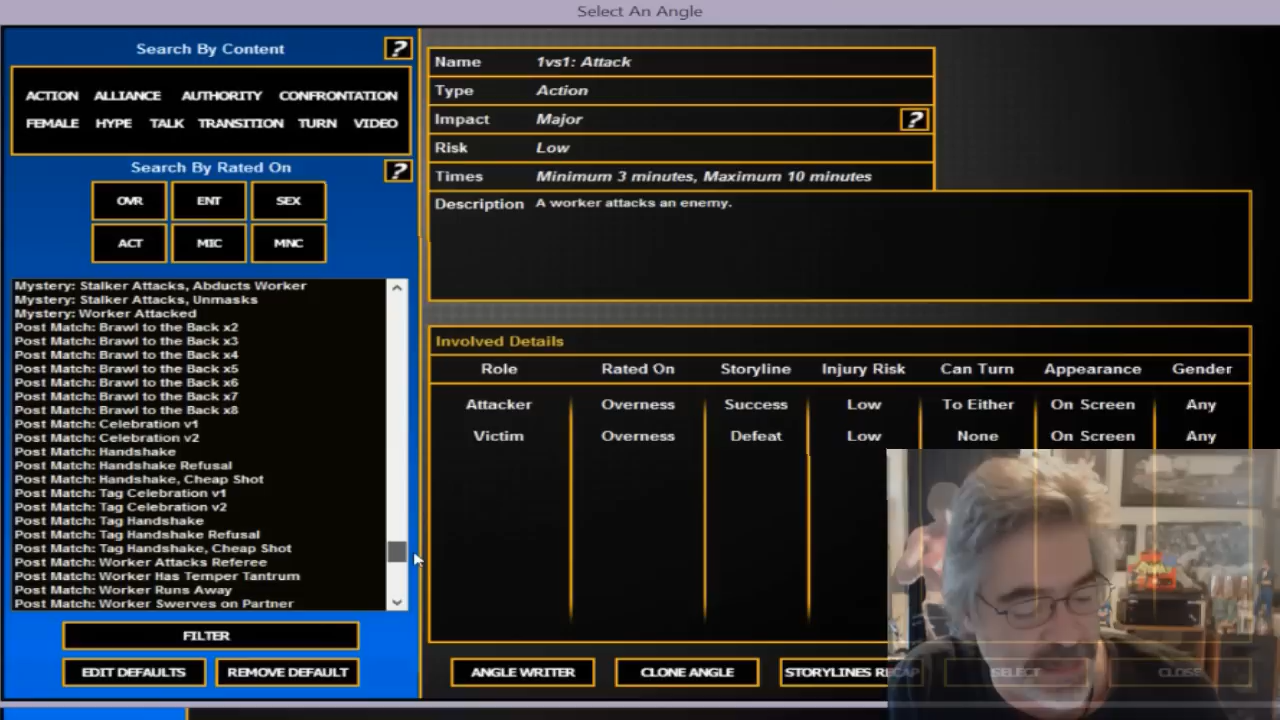 Select An Angle
Search By Content
?
ACTION ALLIANCE AUTHORITY CONFRONTATION
FEMALE HYPE TALK TRANSITION TURN VIDEO
Search By Rated On
?
OVR ENT SEX
ACT MIC MNC
Mystery: Stalker Attacks, Abducts Worker
Mystery: Stalker Attacks, Unmasks
Mystery: Worker Attacked
Post Match: Brawl to the Back x2
Post Match: Brawl to the Back x3
Post Match: Brawl to the Back x4
Post Match: Brawl to the Back x5
Post Match: Brawl to the Back x6
Post Match: Brawl to the Back x7
Post Match: Brawl to the Back x8
Post Match: Celebration v1
Post Match: Celebration v2
Post Match: Handshake
Post Match: Handshake Refusal
Post Match: Handshake, Cheap Shot
Post Match: Tag Celebration v1
Post Match: Tag Celebration v2
Post Match: Tag Handshake
Post Match: Tag Handshake Refusal
Post Match: Tag Handshake, Cheap Shot
Post Match: Worker Attacks Referee
Post Match: Worker Has Temper Tantrum
Post Match: Worker Runs Away
Post Match: Worker Swerves on Partner
FILTER
EDIT DEFAULTS REMOVE DEFAULT
Name 1vs1: Attack
Type Action
Impact Major ?
Risk Low
Times Minimum 3 minutes, Maximum 10 minutes
Description A worker attacks an enemy.
Involved Details
Role Rated On Storyline Injury Risk Can Turn Appearance Gender
Attacker Overness Success Low To Either On Screen Any
Victim Overness Defeat Low None On Screen Any
ANGLE WRITER CLONE ANGLE STORYLINES RECAP SELECT CLOSE